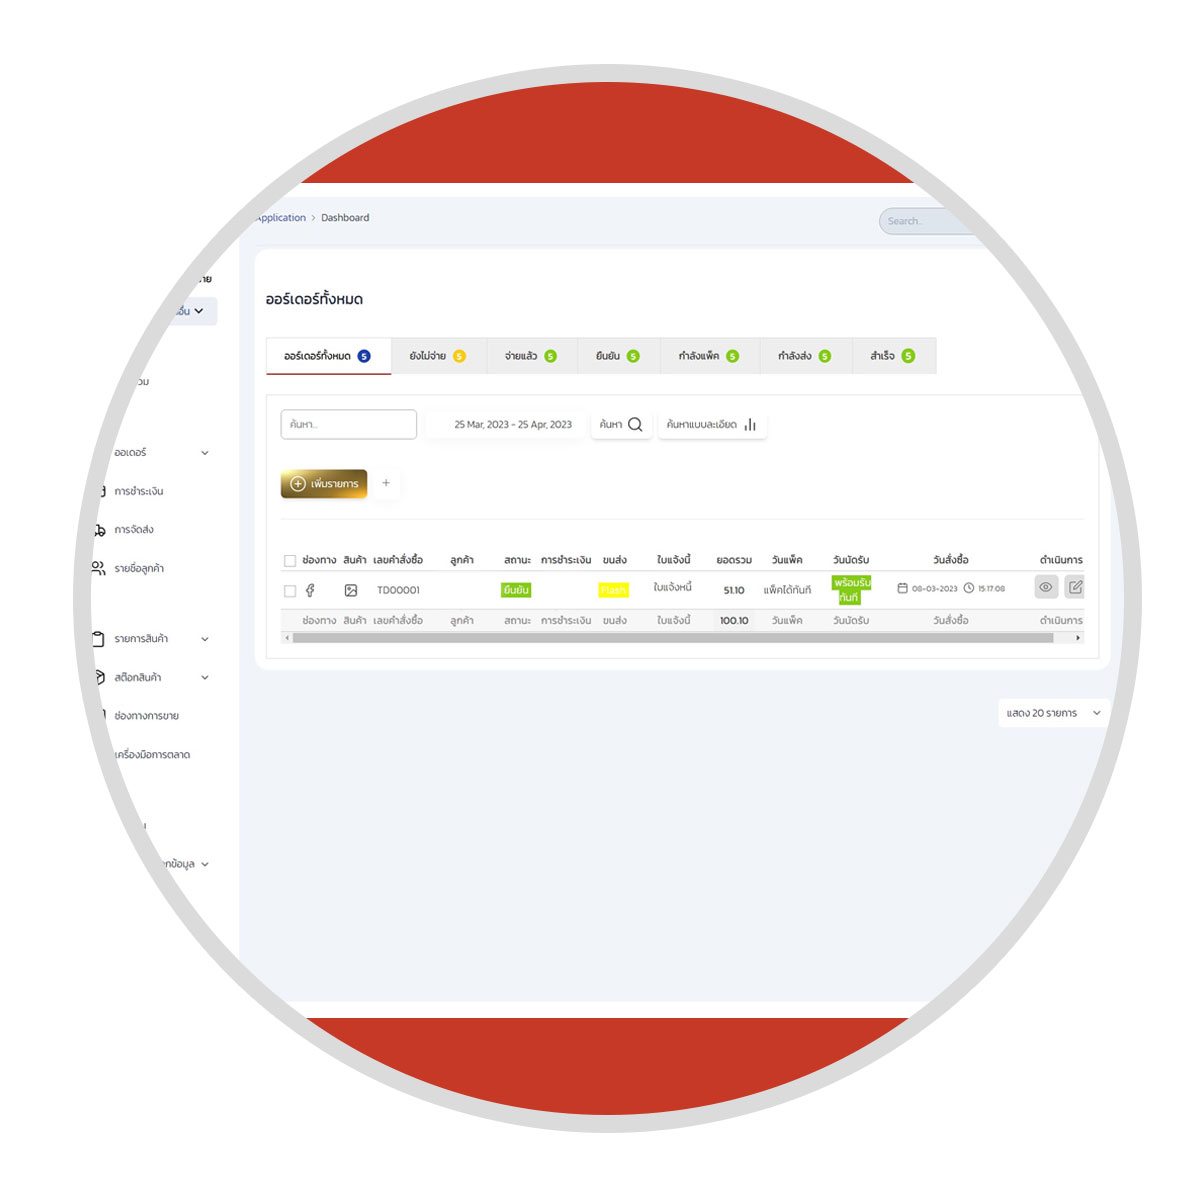 Application > Dashboard
Search..
ออร์เดอร์ทั้งหมด
ออร์เดอร์ทั้งหมด 5 ยังไม่จ่าย 5 จ่ายแล้ว 5 ยืนยัน 5 กำลังแพ็ค 5 กำลังส่ง 5 สำเร็จ 5
ค้นหา.. 25 Mar, 2023 - 25 Apr, 2023 ค้นหา ค้นหาแบบละเอียด
เพิ่มรายการ +
ช่องทาง สินค้า เลขคำสั่งซื้อ ลูกค้า สถานะ การชำระเงิน ขนส่ง ใบแจ้งนี้ ยอดรวม วันแพ็ค วันนัดรับ วันสั่งซื้อ ดำเนินการ
TD00001 ยืนยัน Flash ใบแจ้งหนี้ 51.10 แพ็คได้ทันที พร้อมรับ
ทันที 08-03-2023 15:17:08
ช่องทาง สินค้า เลขคำสั่งซื้อ ลูกค้า สถานะ การชำระเงิน ขนส่ง ใบแจ้งนี้ 100.10 วันแพ็ค วันนัดรับ วันสั่งซื้อ ดำเนินการ
แสดง 20 รายการ
ออเดอร์
การชำระเงิน
การจัดส่ง
รายชื่อลูกค้า
รายการสินค้า
สต๊อกสินค้า
ช่องทางการขาย
เครื่องมือการตลาด